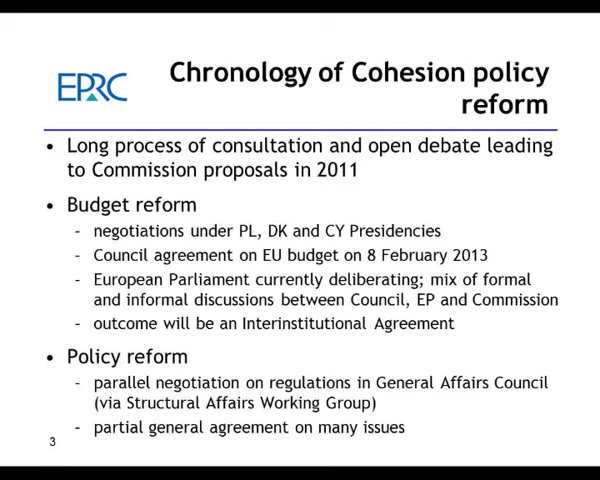 EPRC
Chronology of Cohesion policy
reform
• Long process of consultation and open debate leading
to Commission proposals in 2011
• Budget reform
- negotiations under PL, DK and CY Presidencies
- Council agreement on EU budget on 8 February 2013
- European Parliament currently deliberating; mix of formal
and informal discussions between Council, EP and Commission
- outcome will be an Interinstitutional Agreement
• Policy reform
- parallel negotiation on regulations in General Affairs Council
(via Structural Affairs Working Group)
- partial general agreement on many issues
3